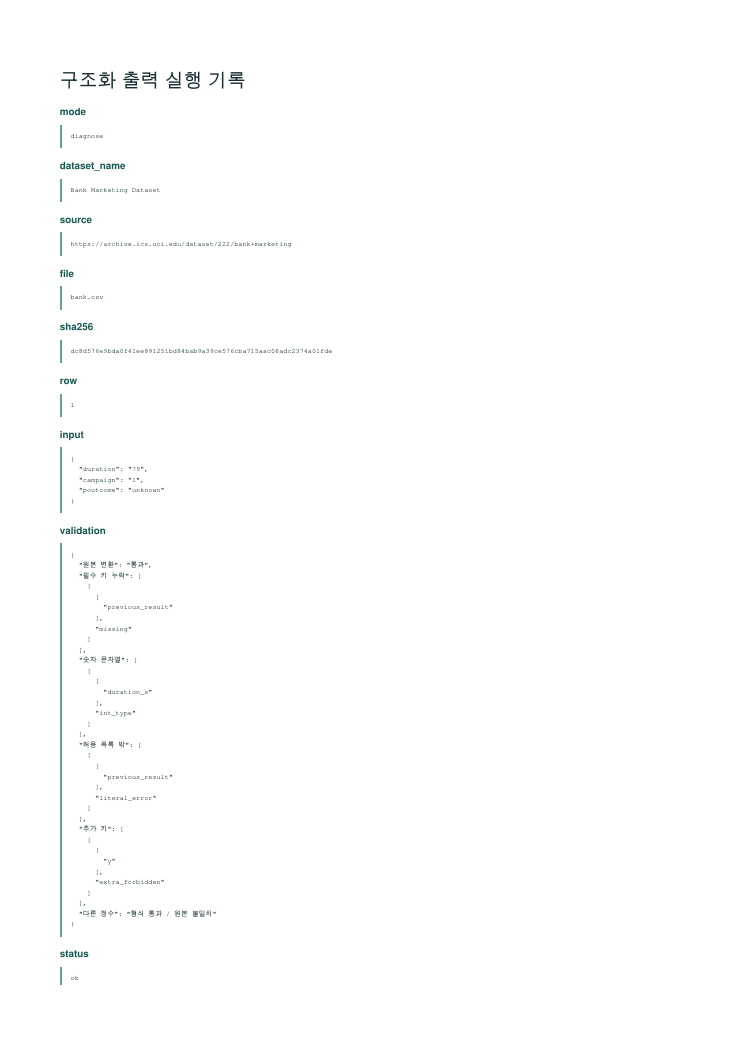 구조화 출력 실행 기록
mode
diagnose
dataset_name
Bank Marketing Dataset
source
https://archive.ics.uci.edu/dataset/222/bank+marketing
file
bank.csv
sha256
dc8d576e9bda0f41ee891251bd84bab9a39ce576cba715aac08adc2374a01fde
row
1
input
{
"duration": "79",
"campaign": "1",
"poutcome": "unknown"
}
validation
{
"원본 변환": "통과",
"필수 키 누락": [
[
[
"previous_result"
],
"missing"
]
],
"숫자 문자열": [
[
[
"duration_s"
],
"int_type"
]
],
"허용 목록 밖": [
[
[
"previous_result"
],
"literal_error"
]
],
"추가 키": [
[
[
"y"
],
"extra_forbidden"
]
],
"다른 정수": "형식 통과 / 원본 불일치"
}
status
ok